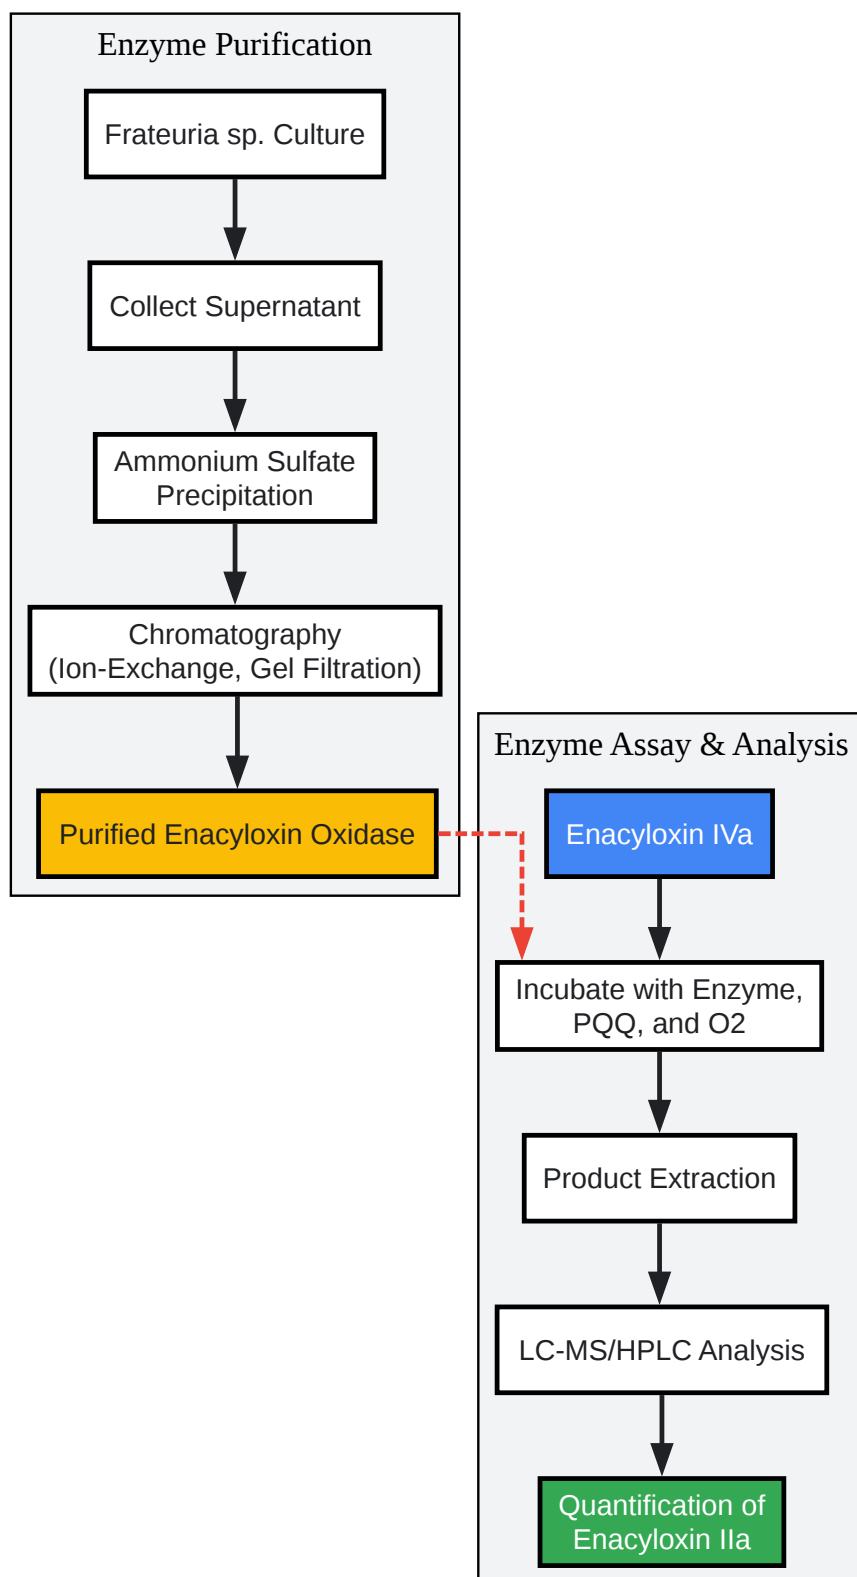 Enzyme Purification
Frateuria sp. Culture
Collect Supernatant
Ammonium Sulfate
Precipitation
Chromatography
(Ion-Exchange, Gel Filtration)
Purified Enacyloxin Oxidase
Enzyme Assay & Analysis
Enacyloxin IVa
Incubate with Enzyme,
PQQ, and O2
Product Extraction
LC-MS/HPLC Analysis
Quantification of
Enacyloxin IIa